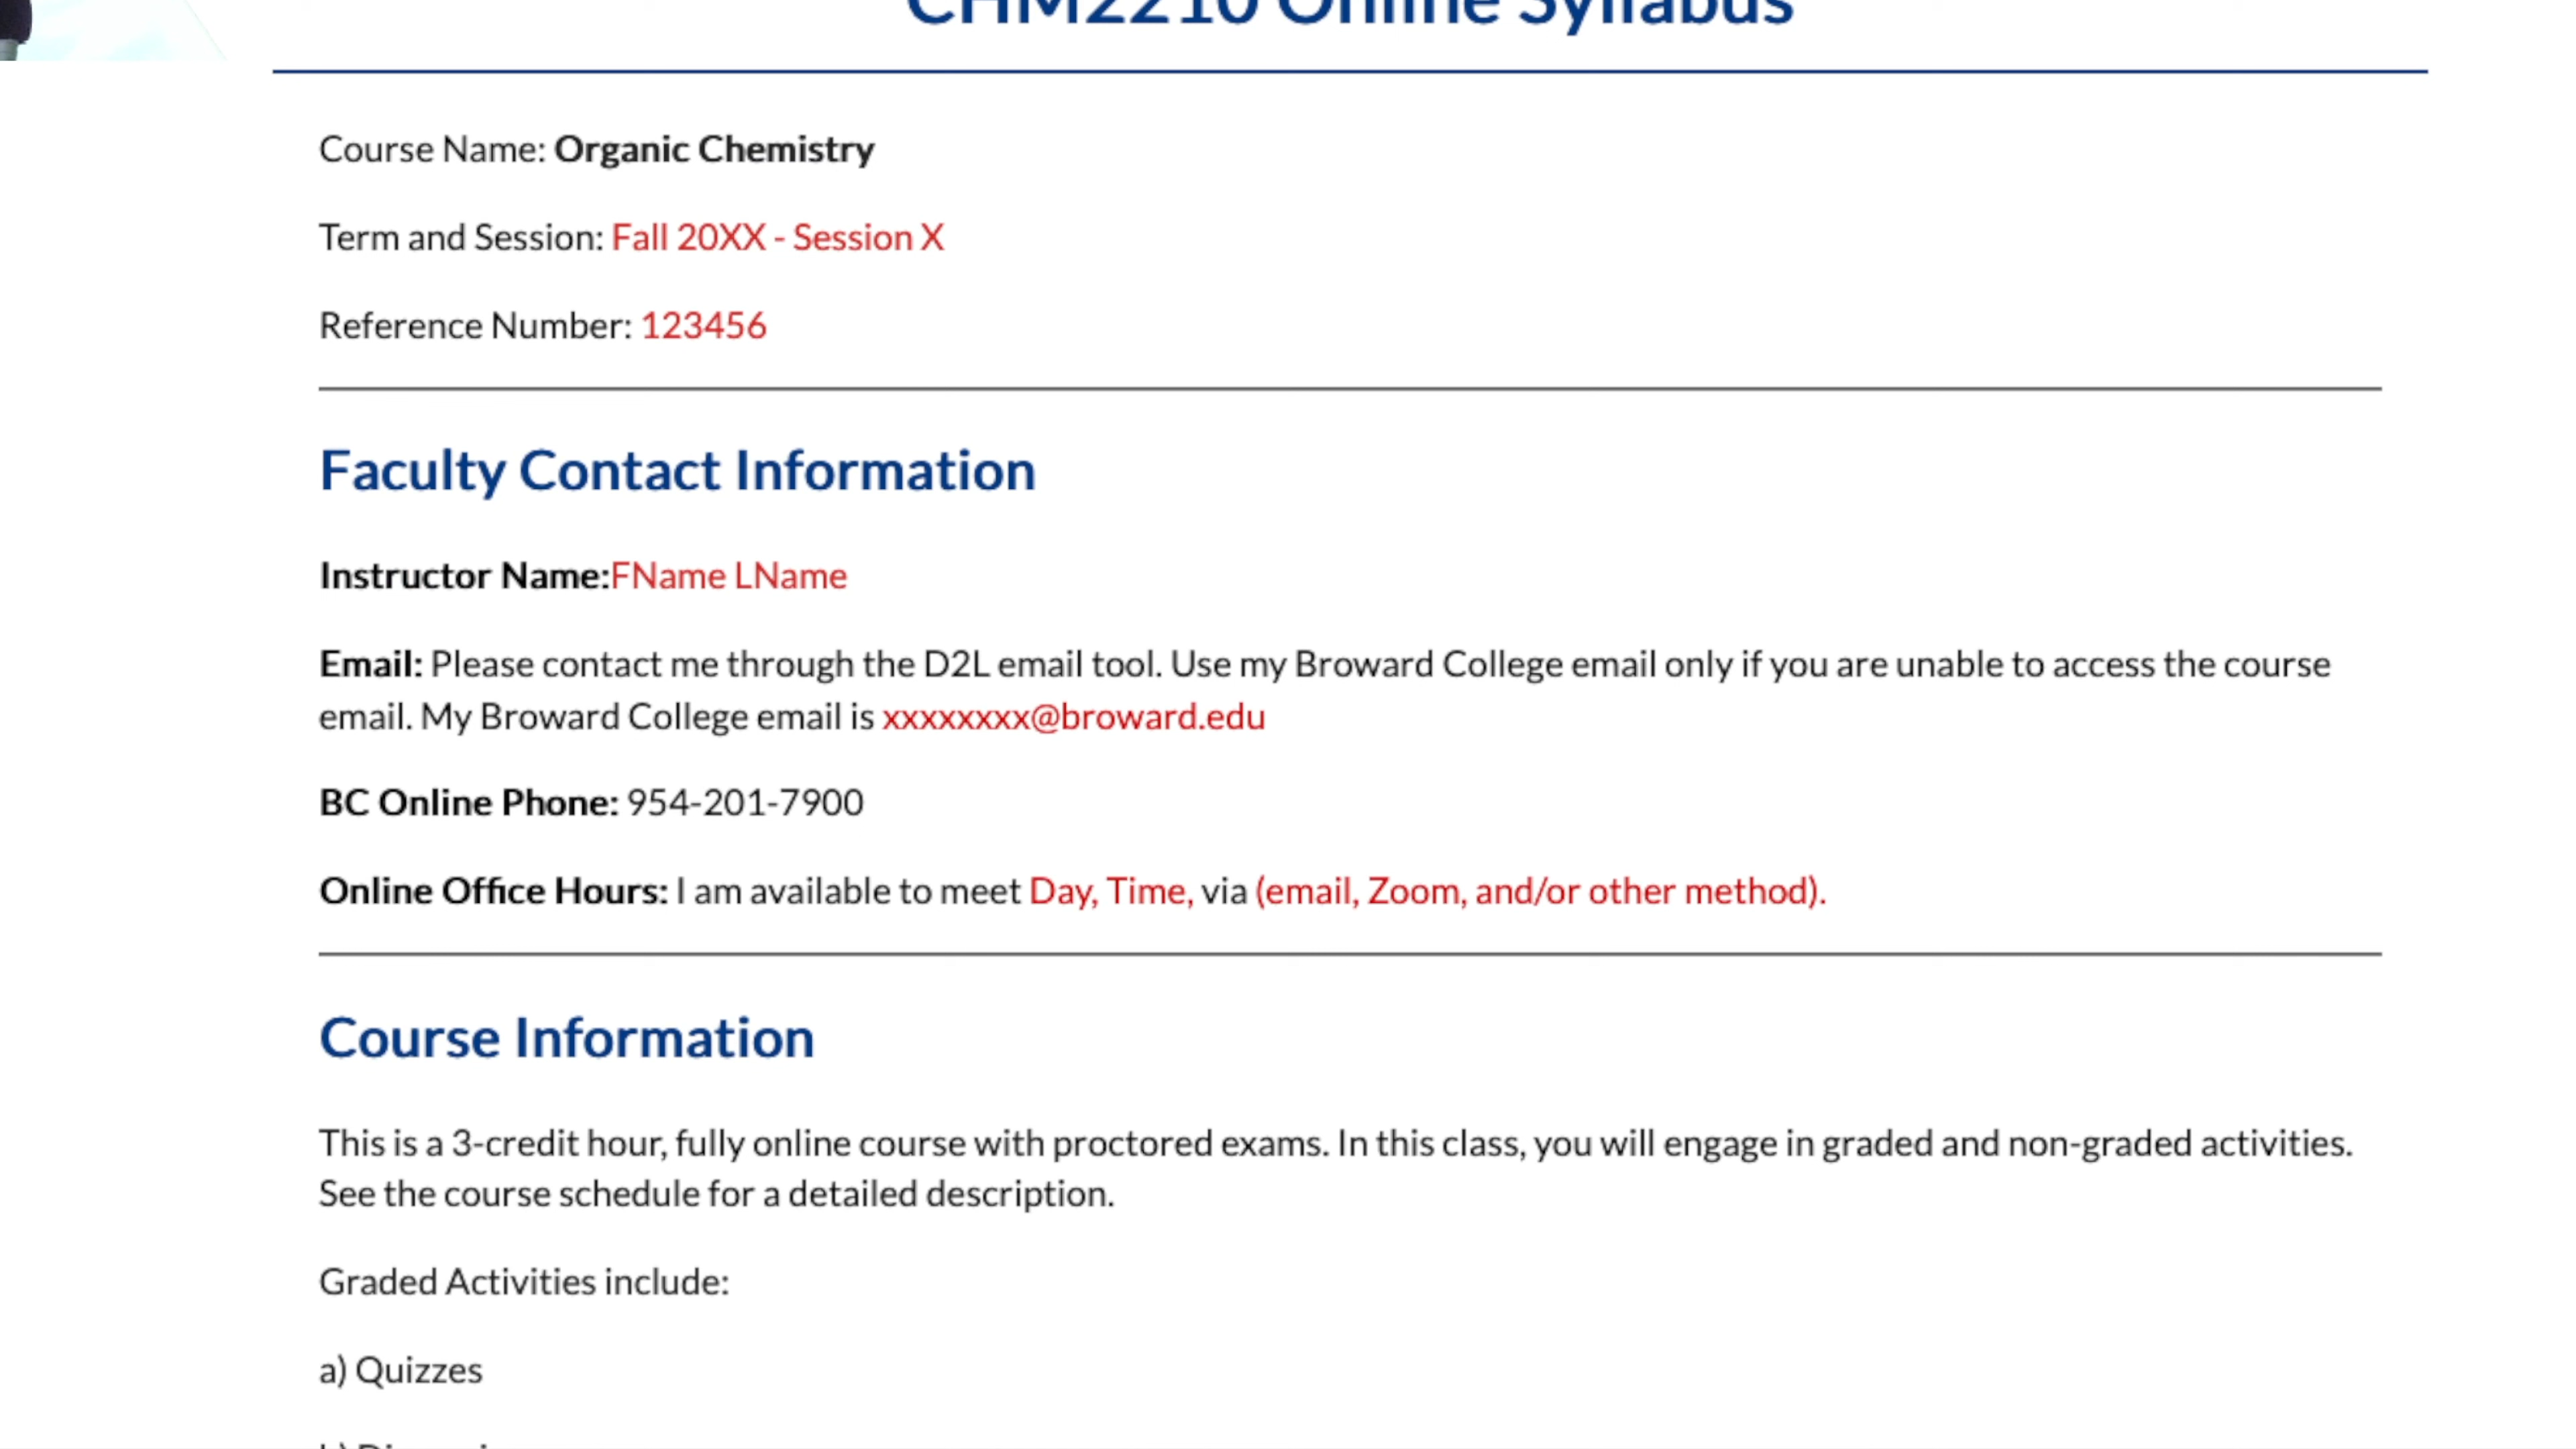 CHM2210 Online Syllabus
Course Name: Organic Chemistry
Term and Session: Fall 20XX - Session X
Reference Number: 123456
Faculty Contact Information
Instructor Name:FName LName
Email: Please contact me through the D2L email tool. Use my Broward College email only if you are unable to access the course
email. My Broward College email is xxxxxxxx@broward.edu
BC Online Phone: 954-201-7900
Online Office Hours: I am available to meet Day, Time, via (email, Zoom, and/or other method).
Course Information
This is a 3-credit hour, fully online course with proctored exams. In this class, you will engage in graded and non-graded activities.
See the course schedule for a detailed description.
Graded Activities include:
a) Quizzes